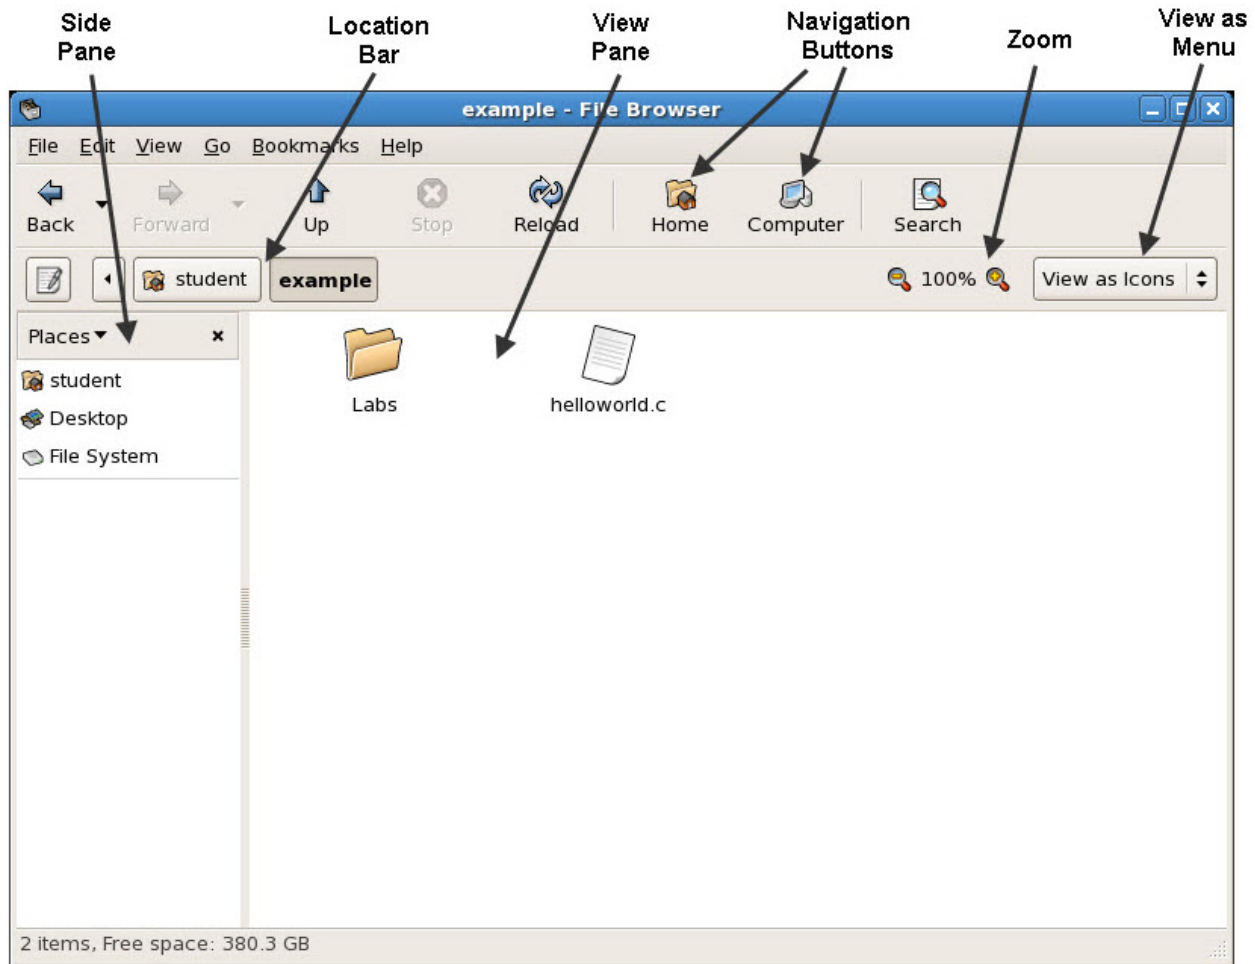 Side
Pane
Location
Bar
View
Pane
Navigation
Buttons
Zoom
View as
Menu
example - File Browser
File Edit View Go Bookmarks Help
Back Forward Up Stop Reload Home Computer Search
student example 100% View as Icons
Places
student
Desktop
File System
Labs helloworld.c
2 items, Free space: 380.3 GB